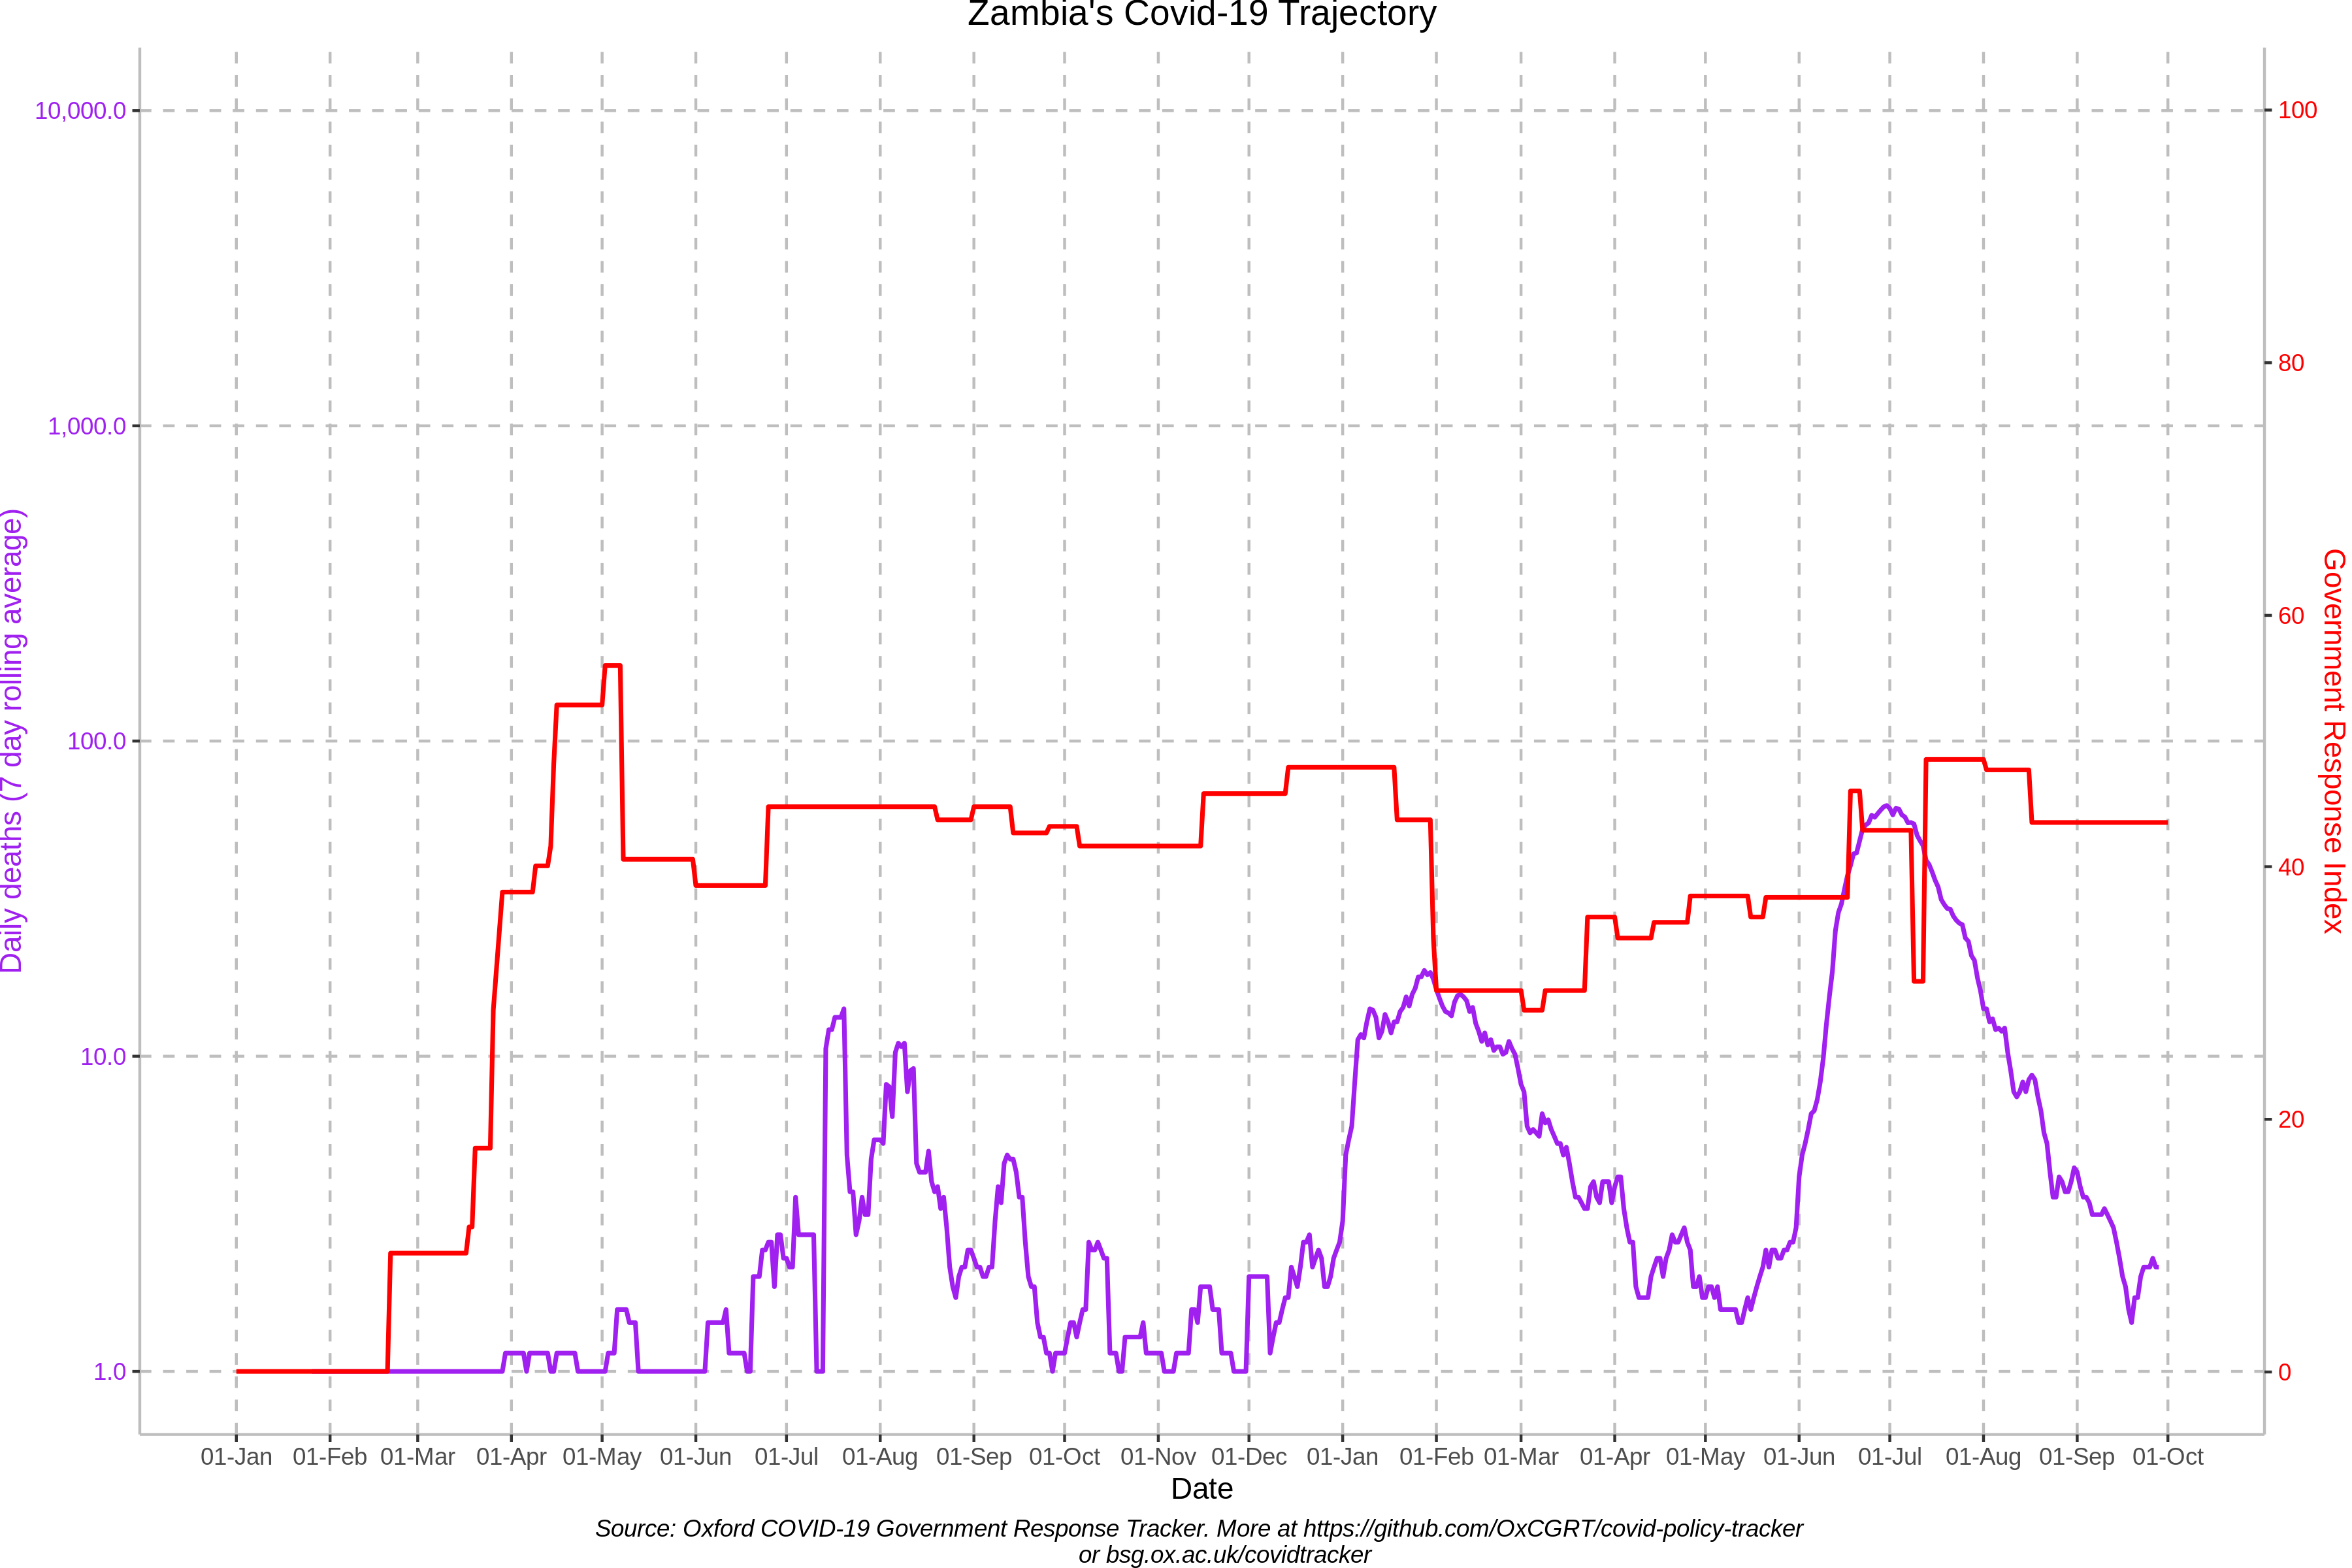 Zambia's Covid-19 Trajectory
10,000.0
1,000.0
100.0
10.0
1.0
Daily deaths (7 day rolling average)
100
80
60
40
20
0
Government Response Index
01-Jan 01-Feb 01-Mar 01-Apr 01-May 01-Jun 01-Jul 01-Aug 01-Sep 01-Oct 01-Nov 01-Dec 01-Jan 01-Feb 01-Mar 01-Apr 01-May 01-Jun 01-Jul 01-Aug 01-Sep 01-Oct
Date
Source: Oxford COVID-19 Government Response Tracker. More at https://github.com/OxCGRT/covid-policy-tracker
or bsg.ox.ac.uk/covidtracker